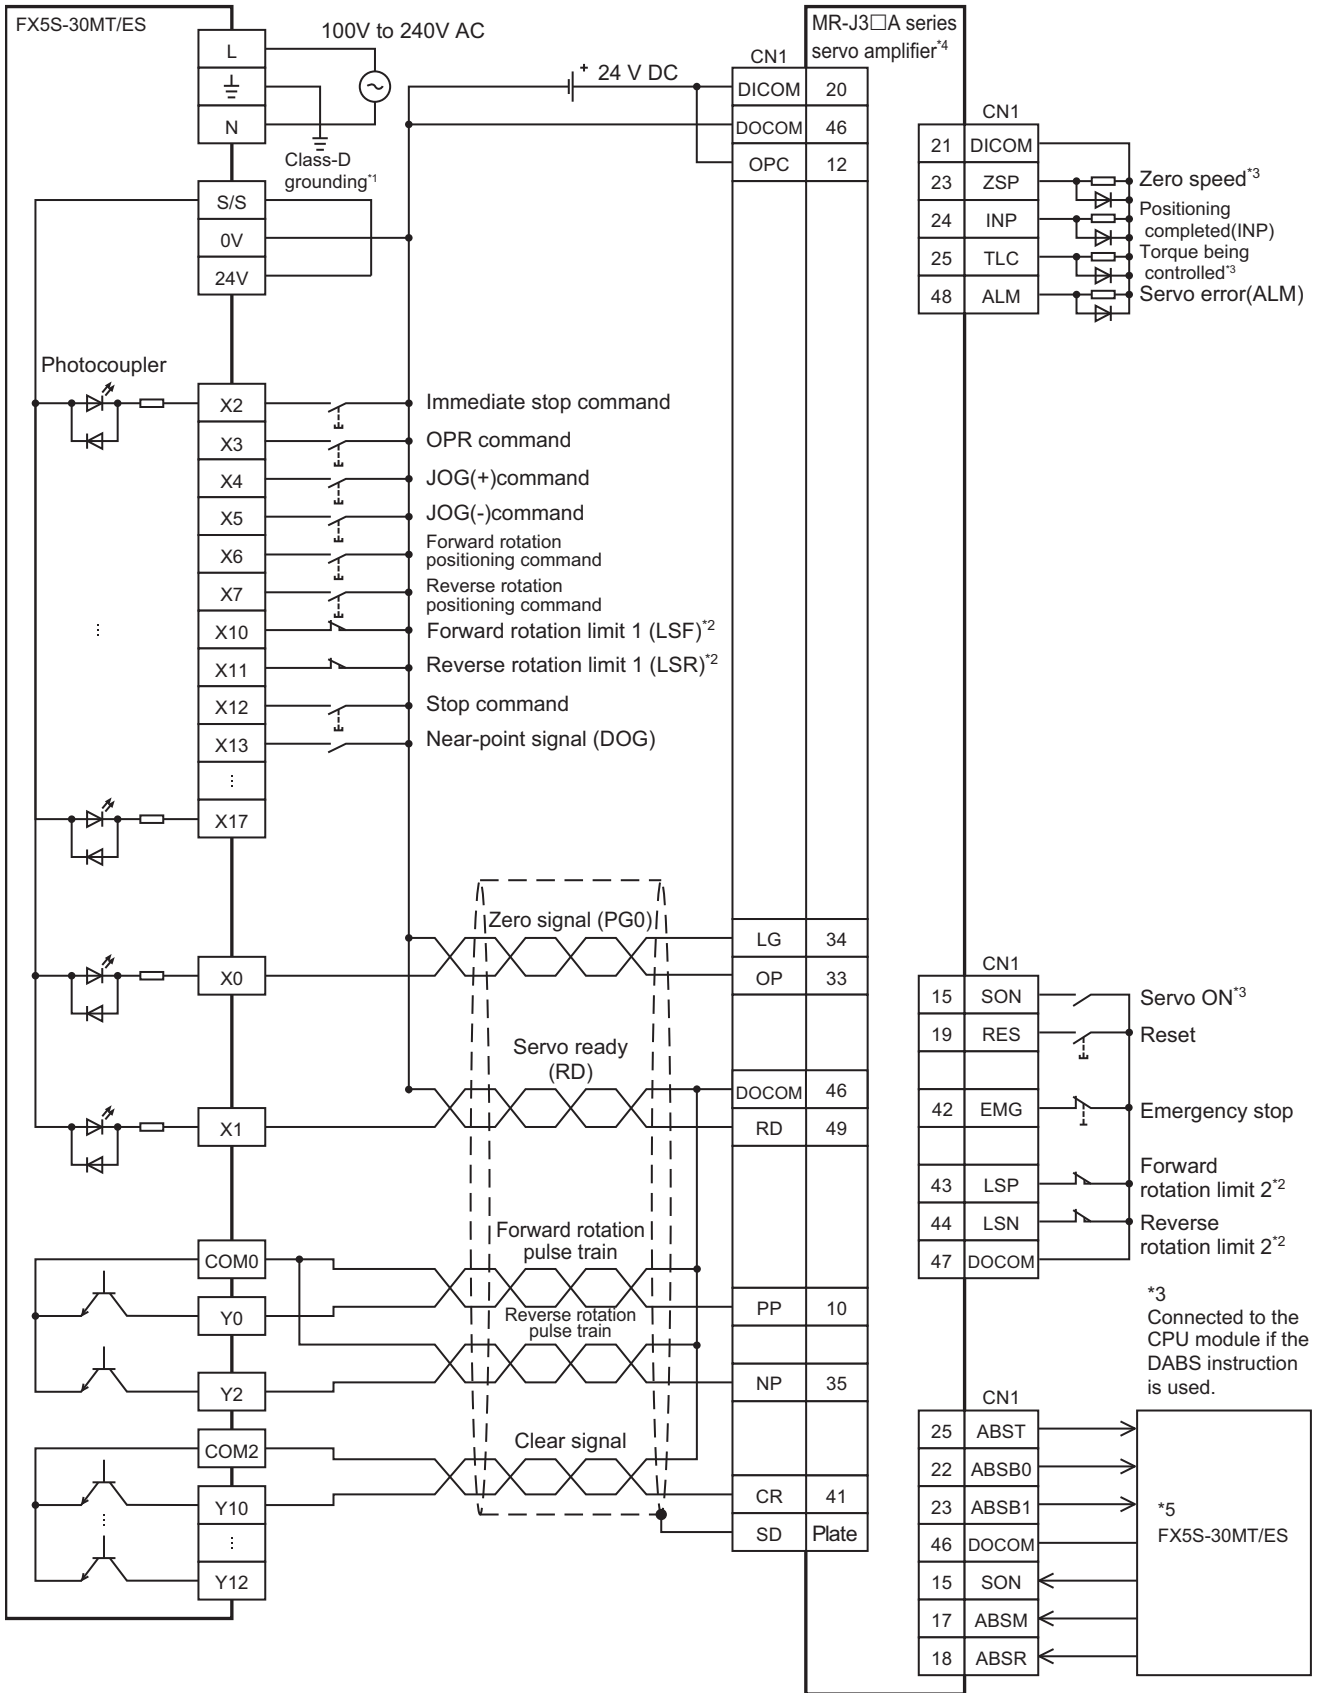 FX5S-30MT/ES
L
N
100V to 240V AC
Class-D
grounding*1
S/S
0V
24V
Photocoupler
X2
X3
X4
X5
X6
X7
X10
X11
X12
X13
⋮
X17
⋮
Immediate stop command
OPR command
JOG(+)command
JOG(-)command
Forward rotation
positioning command
Reverse rotation
positioning command
Forward rotation limit 1 (LSF)*2
Reverse rotation limit 1 (LSR)*2
Stop command
Near-point signal (DOG)
X0
X1
COM0
Y0
Y2
COM2
Y10
⋮
Y12
⋮
+ 24 V DC
Zero signal (PG0)
Servo ready
(RD)
Forward rotation
pulse train
Reverse rotation
pulse train
Clear signal
MR-J3□A series
servo amplifier*4
CN1
DICOM 20
DOCOM 46
OPC 12
LG 34
OP 33
DOCOM 46
RD 49
PP 10
NP 35
CR 41
SD Plate
CN1
21 DICOM
23 ZSP
24 INP
25 TLC
48 ALM
Zero speed*3
Positioning
completed(INP)
Torque being
controlled*3
Servo error(ALM)
CN1
15 SON
19 RES
42 EMG
43 LSP
44 LSN
47 DOCOM
Servo ON*3
Reset
Emergency stop
Forward
rotation limit 2*2
Reverse
rotation limit 2*2
*3
Connected to the
CPU module if the
DABS instruction
is used.
CN1
25 ABST
22 ABSB0
23 ABSB1
46 DOCOM
15 SON
17 ABSM
18 ABSR
*5
FX5S-30MT/ES